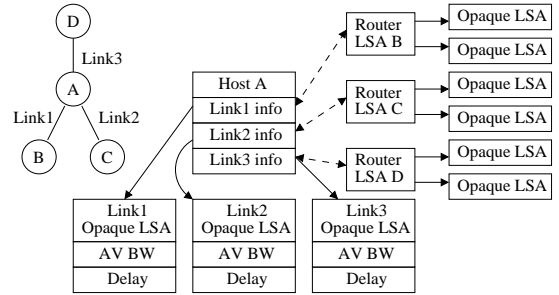 D
Link3
A
Link1
Link2
B
C
Host A
Link1 info
Link2 info
Link3 info
Router
LSA B
Router
LSA C
Router
LSA D
Opaque LSA
Opaque LSA
Opaque LSA
Opaque LSA
Opaque LSA
Opaque LSA
Link1
Opaque LSA
AV BW
Delay
Link2
Opaque LSA
AV BW
Delay
Link3
Opaque LSA
AV BW
Delay